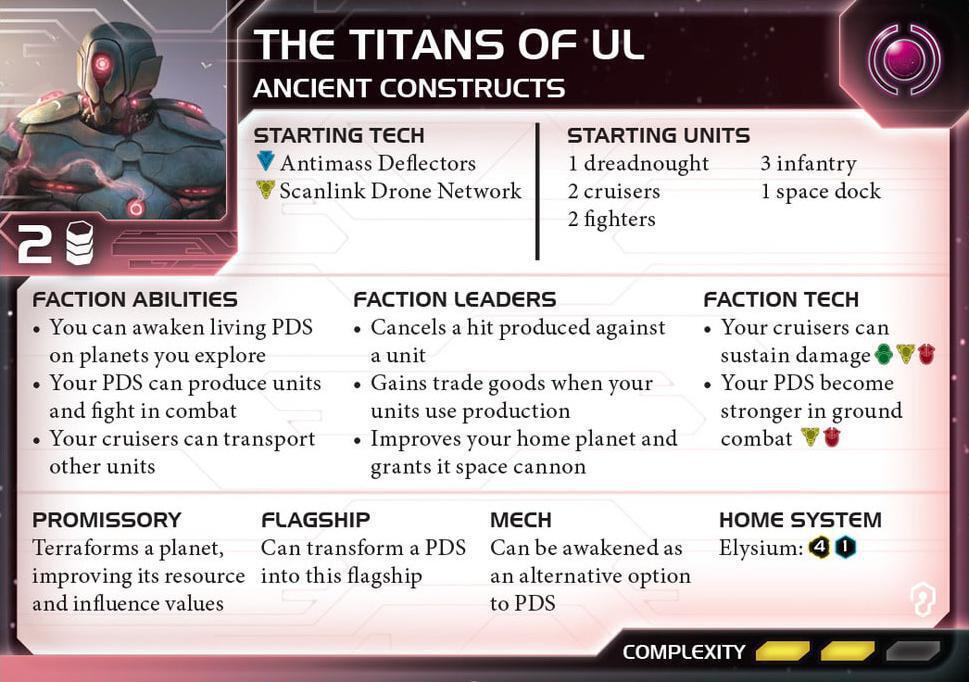 THE TITANS OF UL
ANCIENT CONSTRUCTS
2
STARTING TECH
Antimass Deflectors
Scanlink Drone Network
STARTING UNITS
1 dreadnought
2 cruisers
2 fighters
3 infantry
1 space dock
FACTION ABILITIES
• You can awaken living PDS
on planets you explore
• Your PDS can produce units
and fight in combat
• Your cruisers can transport
other units
FACTION LEADERS
• Cancels a hit produced against
a unit
• Gains trade goods when your
units use production
• Improves your home planet and
grants it space cannon
FACTION TECH
• Your cruisers can
sustain damage
• Your PDS become
stronger in ground
combat
PROMISSORY
Terraforms a planet,
improving its resource
and influence values
FLAGSHIP
Can transform a PDS
into this flagship
MECH
Can be awakened as
an alternative option
to PDS
HOME SYSTEM
Elysium: 4 1
COMPLEXITY